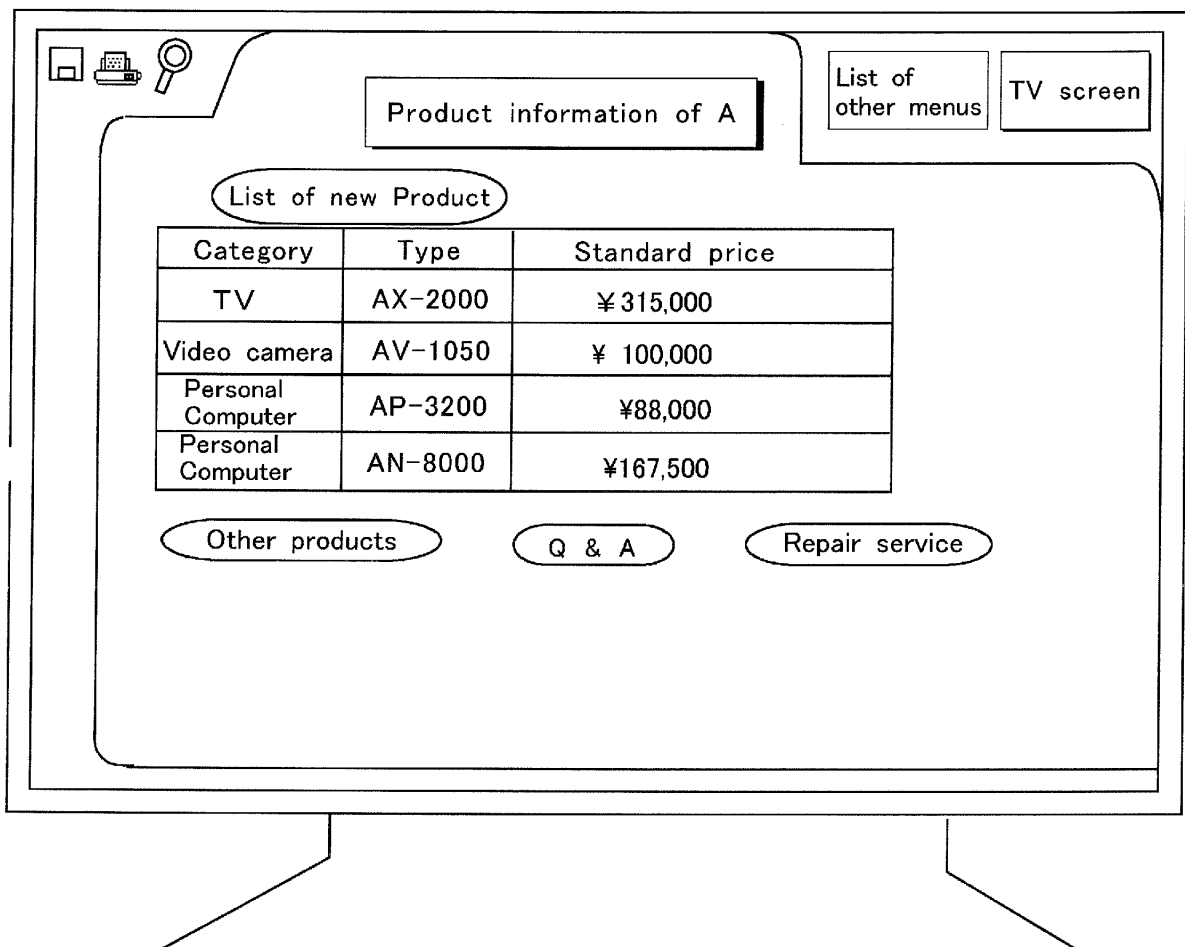 List of
other menus
TV screen
Product information of A
List of new Product
Category Type Standard price
TV AX-2000 ¥315,000
Video camera AV-1050 ¥ 100,000
Personal
Computer AP-3200 ¥88,000
Personal
Computer AN-8000 ¥167,500
Other products Q & A Repair service